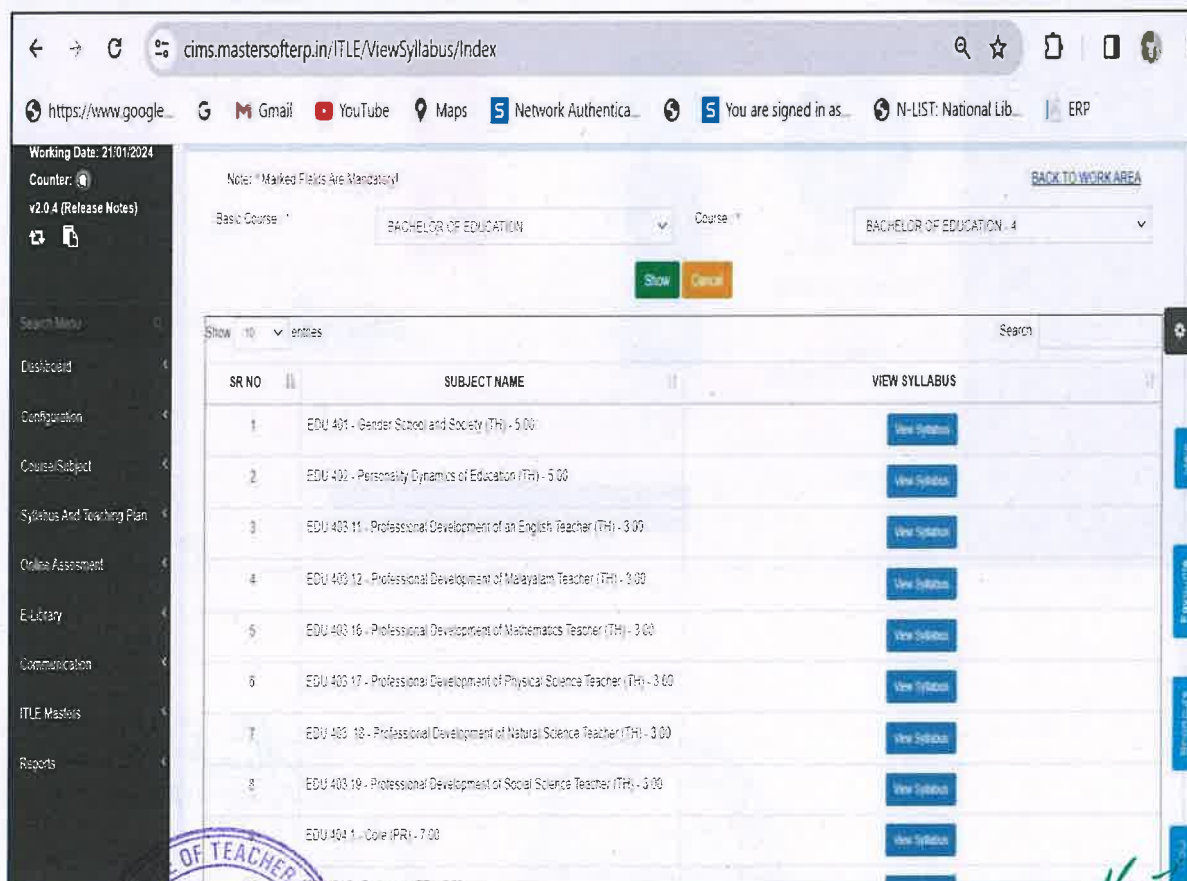 cims.mastersofterp.in/ITLE/ViewSyllabus/Index
https://www.google... G Gmail YouTube Maps Network Authentica... You are signed in as... N-LIST: National Lib... ERP
Working Date: 21/01/2024
Counter:
v2.0.4 (Release Notes)
Note: * Marked Fields Are Mandatory!
BACK TO WORK AREA
Basic Course * BACHELOR OF EDUCATION Course * BACHELOR OF EDUCATION - 4
Show Cancel
Search Menu
Dashboard
Configuration
Course/Subject
Syllabus And Teaching Plan
Online Assesment
E-Library
Communication
ITLE Masters
Reports
Show 10 entries Search
SR NO SUBJECT NAME VIEW SYLLABUS
1 EDU 401 - Gender School and Society (TH) - 5.00 View Syllabus
2 EDU 402 - Personality Dynamics of Education (TH) - 5.00 View Syllabus
3 EDU 403.11 - Professional Development of an English Teacher (TH) - 3.00 View Syllabus
4 EDU 403.12 - Professional Development of Malayalam Teacher (TH) - 3.00 View Syllabus
5 EDU 403.16 - Professional Development of Mathematics Teacher (TH) - 3.00 View Syllabus
6 EDU 403.17 - Professional Development of Physical Science Teacher (TH) - 3.00 View Syllabus
7 EDU 403. 18 - Professional Development of Natural Science Teacher (TH) - 3.00 View Syllabus
8 EDU 403.19 - Professional Development of Social Science Teacher (TH) - 3.00 View Syllabus
EDU 404.1 - Core (PR) - 7.00 View Syllabus
OF TEACHER